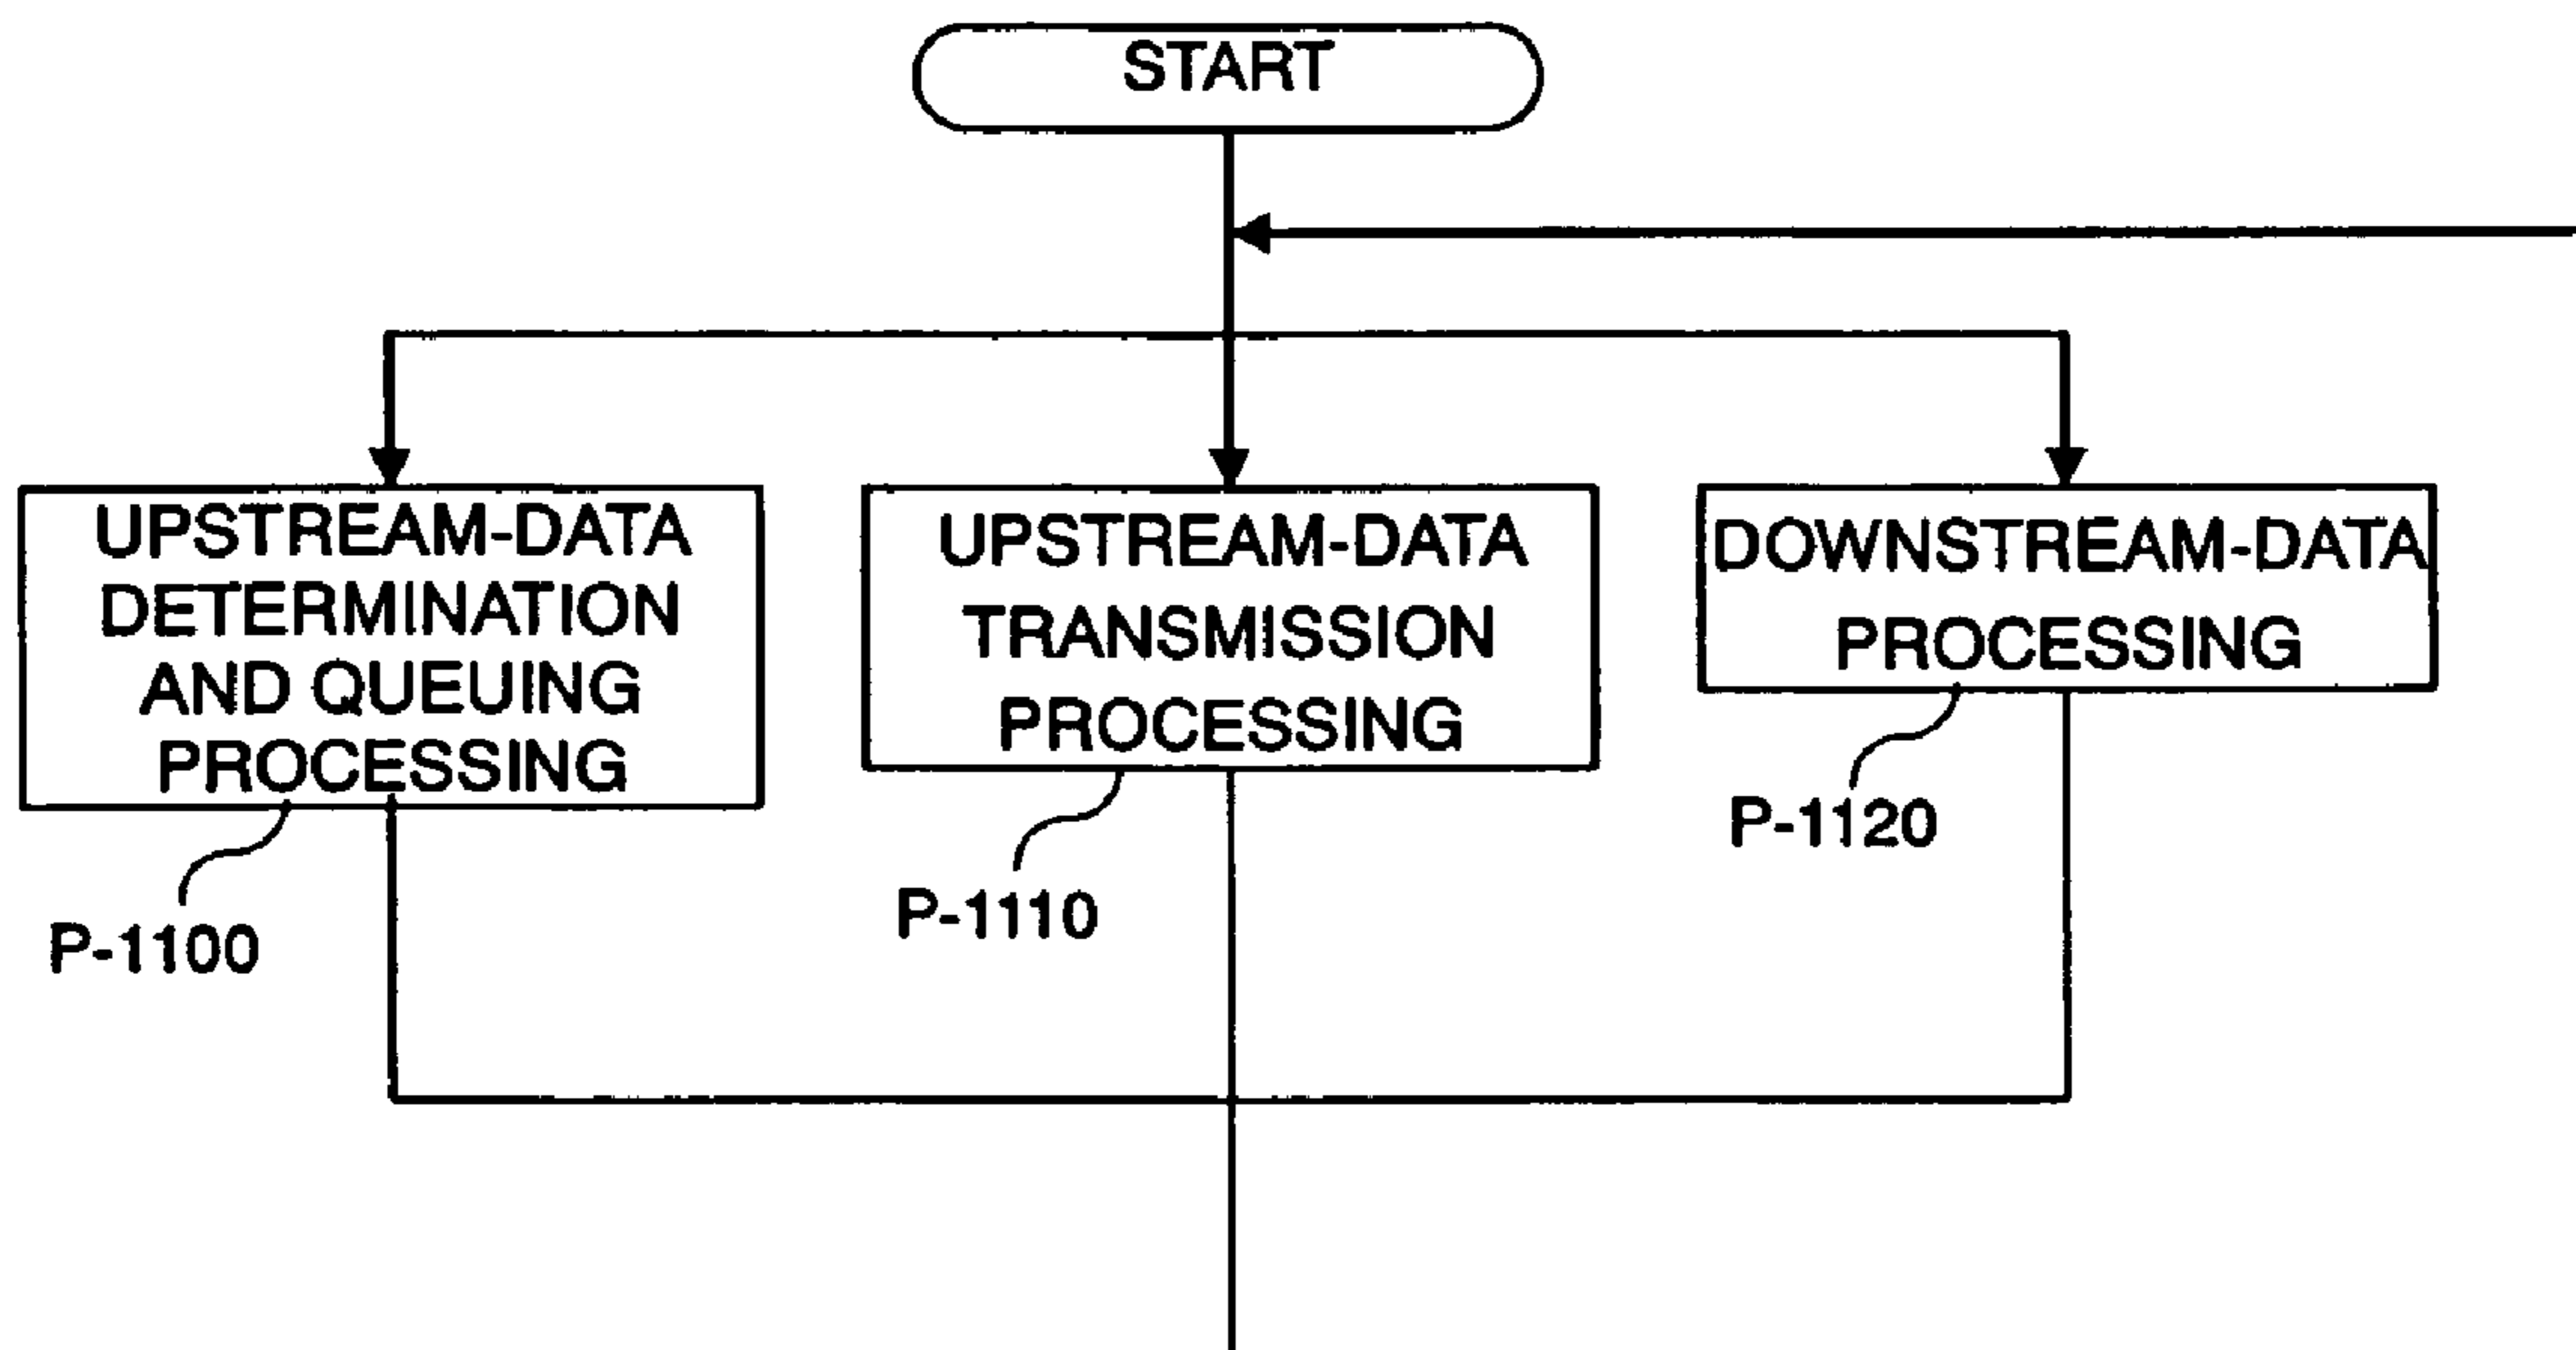 START
UPSTREAM-DATA
DETERMINATION
AND QUEUING
PROCESSING
UPSTREAM-DATA
TRANSMISSION
PROCESSING
DOWNSTREAM-DATA
PROCESSING
P-1100
P-1110
P-1120